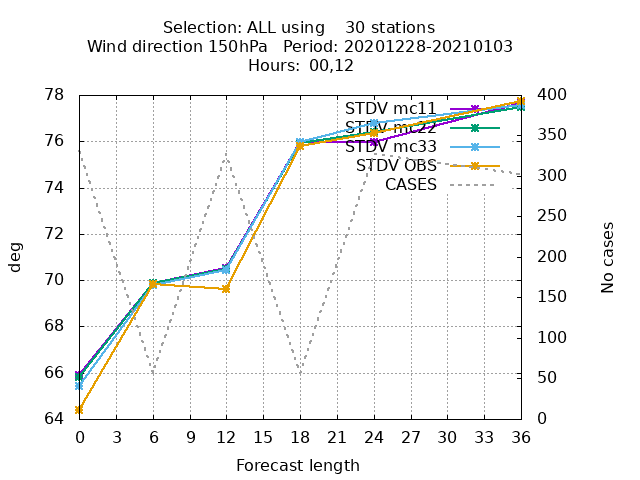 Selection: ALL using    30 stations
Wind direction 150hPa   Period: 20201228-20210103
Hours:  00,12
78
76
74
72
70
68
66
64
deg
400
350
300
250
200
150
100
50
0
No cases
STDV mc11
STDV mc22
STDV mc33
STDV OBS
CASES
0 3 6 9 12 15 18 21 24 27 30 33 36
Forecast length